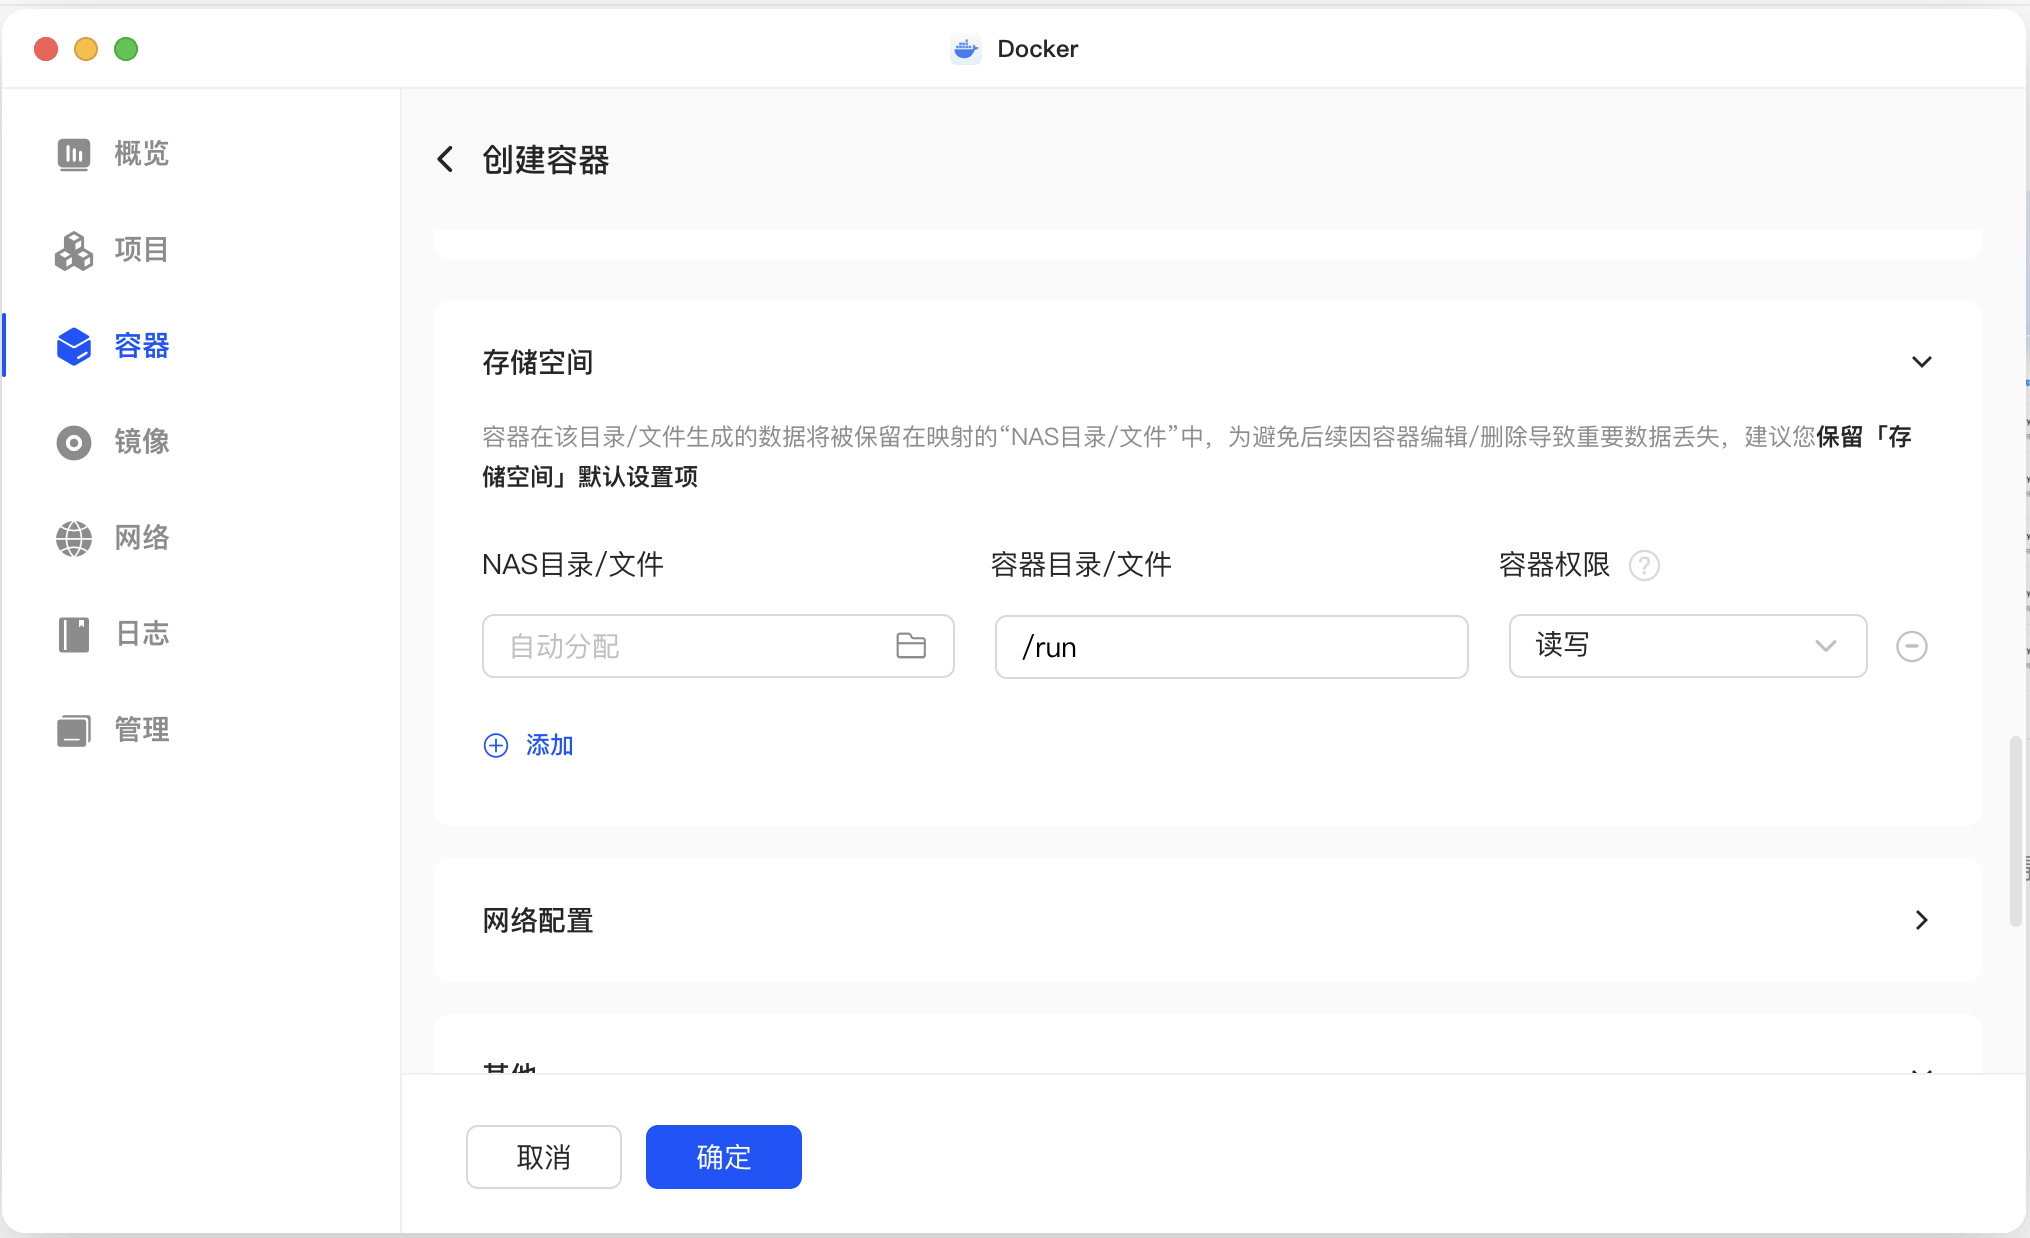 Docker
概览
项目
容器
镜像
网络
日志
管理
创建容器
存储空间
容器在该目录/文件生成的数据将被保留在映射的“NAS目录/文件”中，为避免后续因容器编辑/删除导致重要数据丢失，建议您保留「存
储空间」默认设置项
NAS目录/文件 容器目录/文件 容器权限 ?
自动分配 /run 读写
添加
网络配置
其他
取消 确定